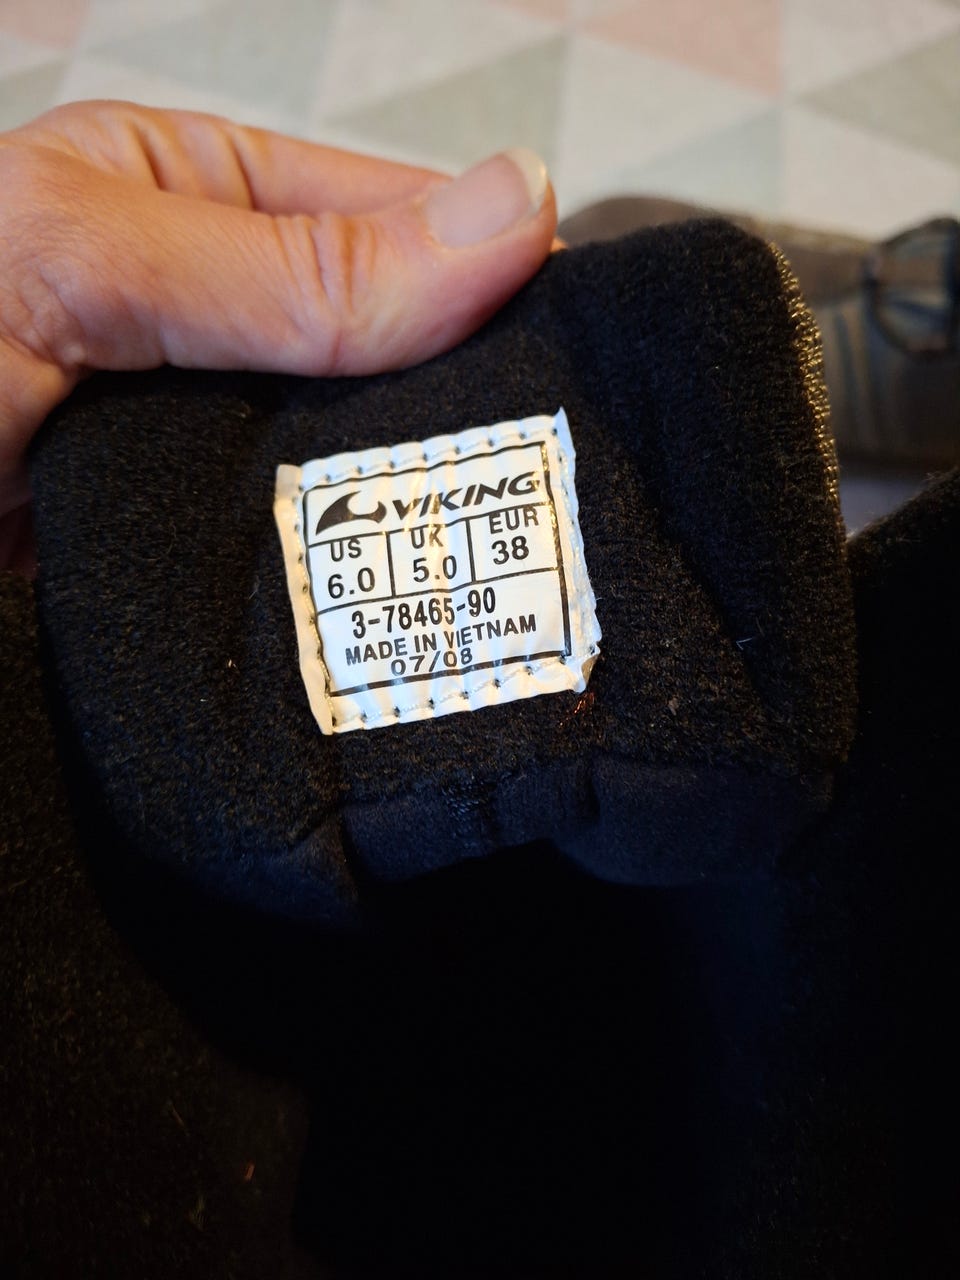 VIKING
US UK EUR
6.0 5.0 38
3-78465-90
MADE IN VIETNAM
07/08